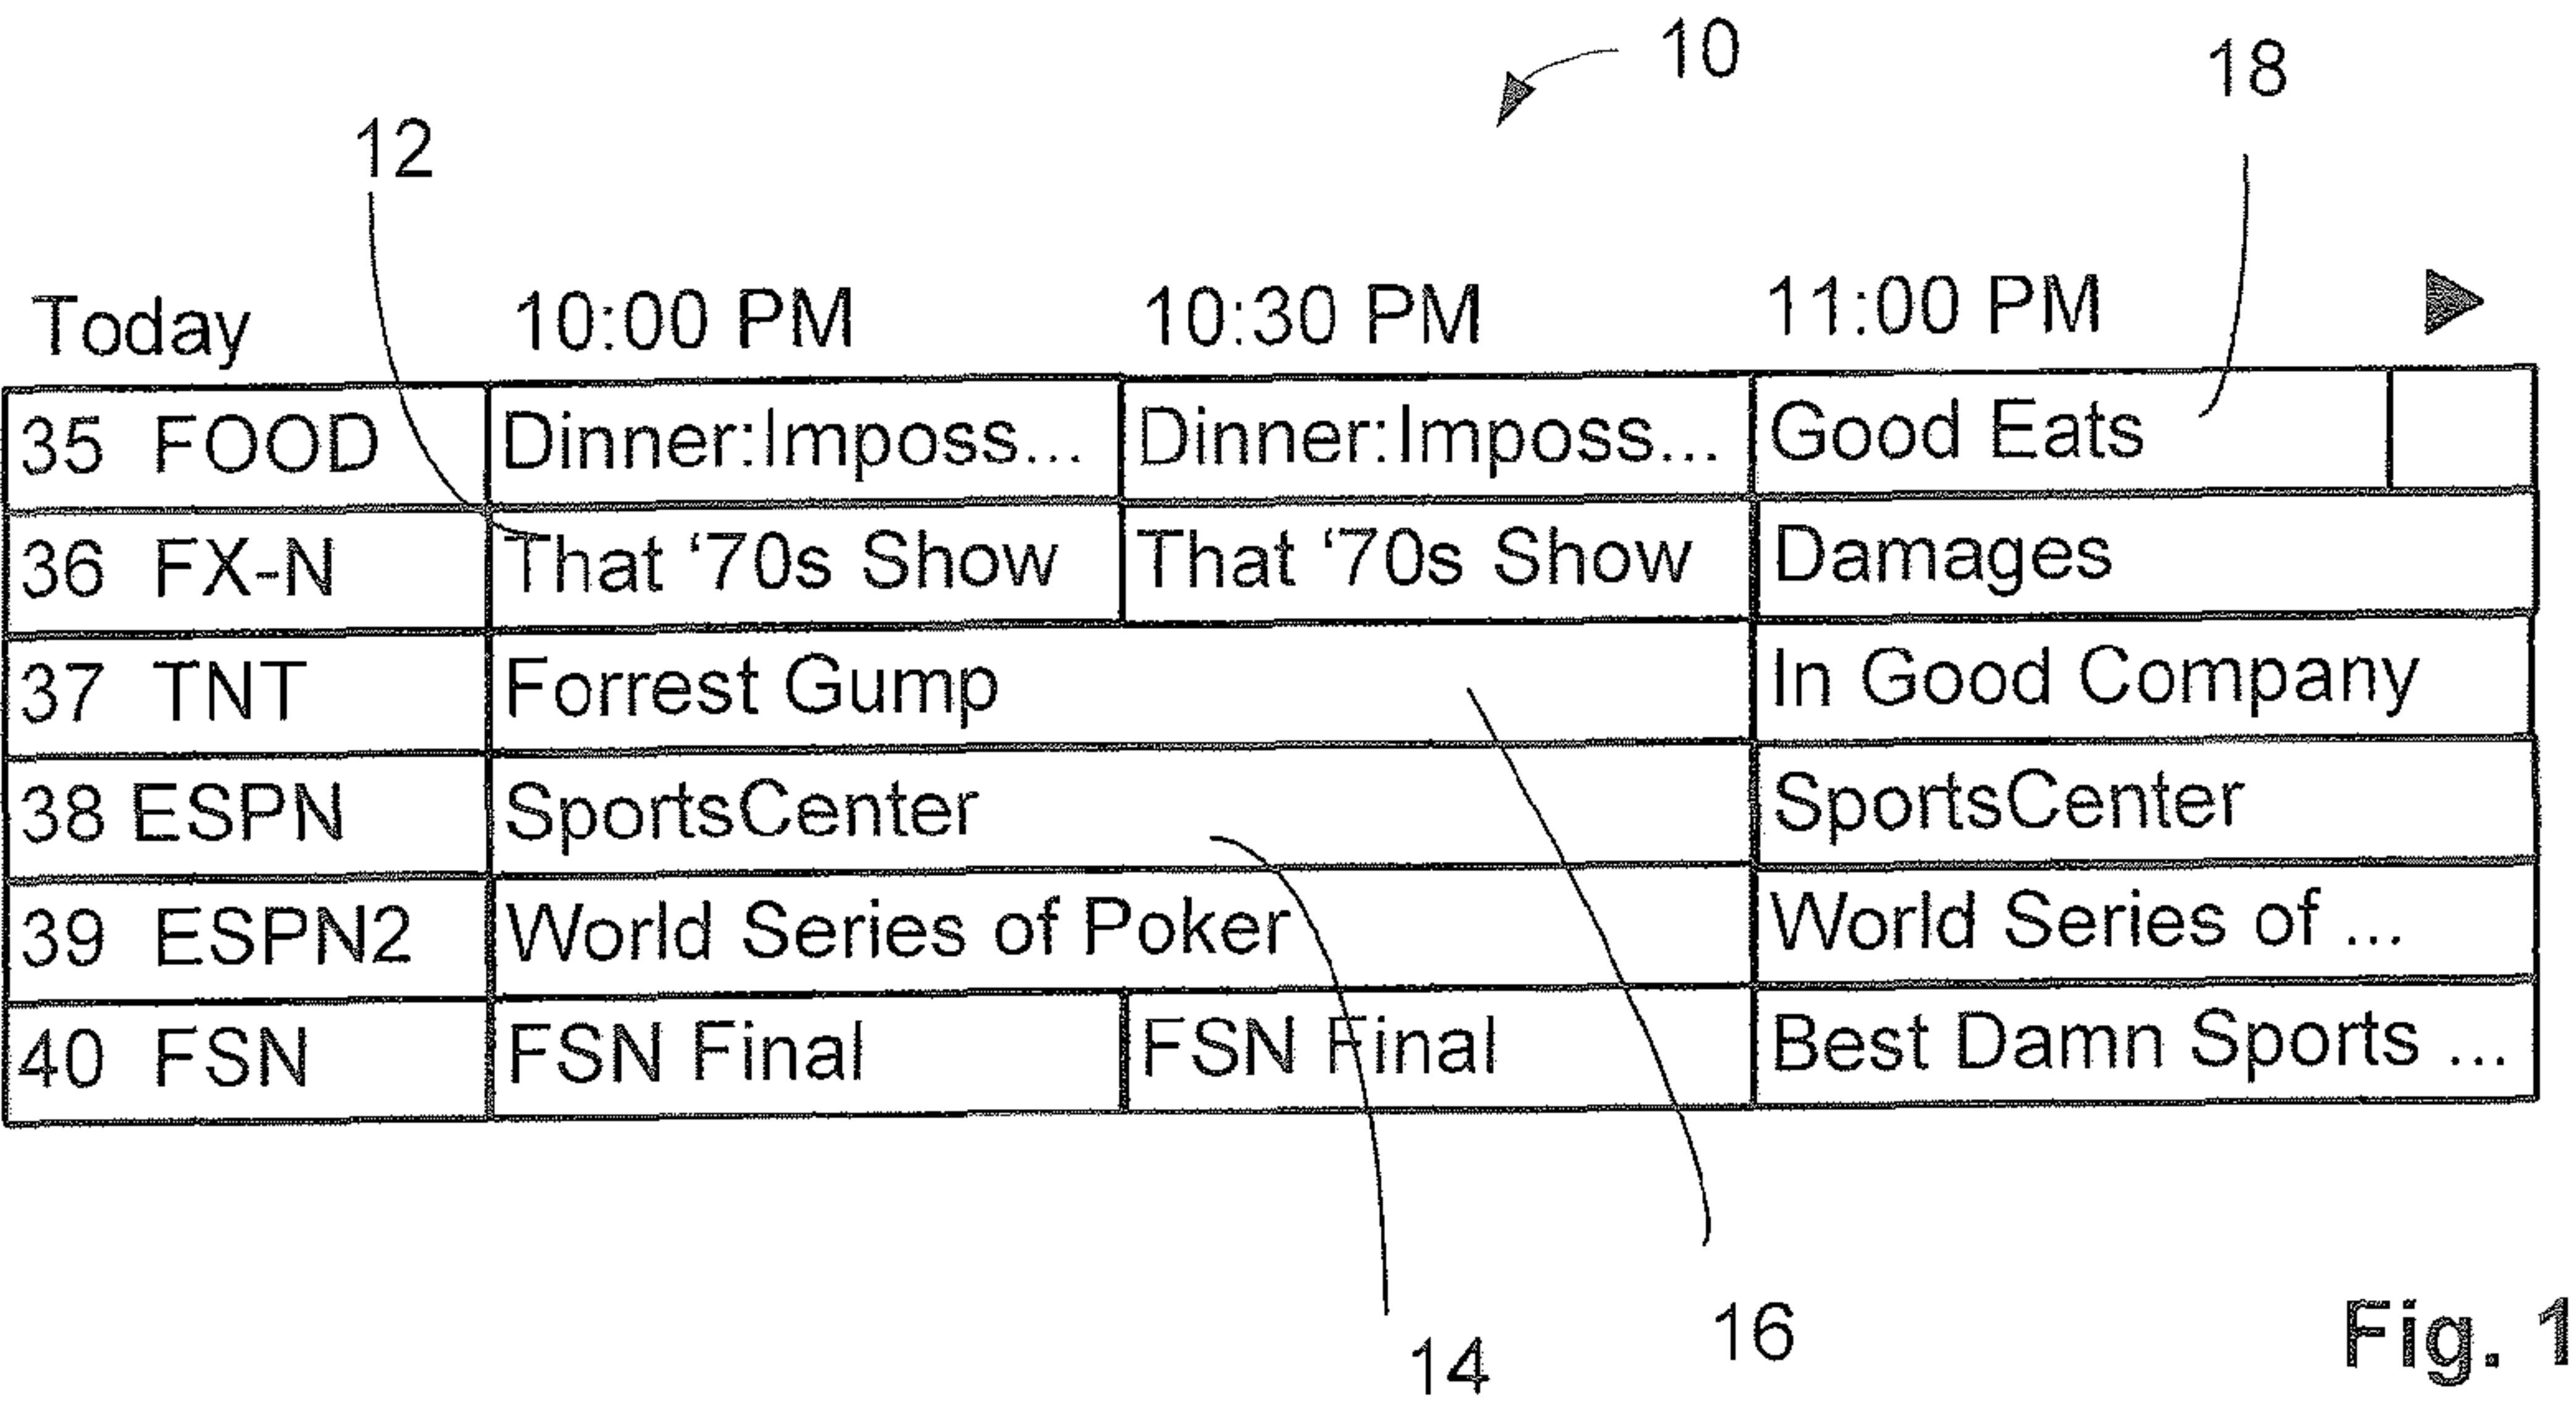 10
18
12
Today 10:00 PM 10:30 PM 11:00 PM
35 FOOD Dinner:Imposs... Dinner:Imposs... Good Eats
36 FX-N That ‘70s Show That ‘70s Show Damages
37 TNT Forrest Gump In Good Company
38 ESPN SportsCenter SportsCenter
39 ESPN2 World Series of Poker World Series of ...
40 FSN FSN Final FSN Final Best Damn Sports ...
16
14
Fig. 1